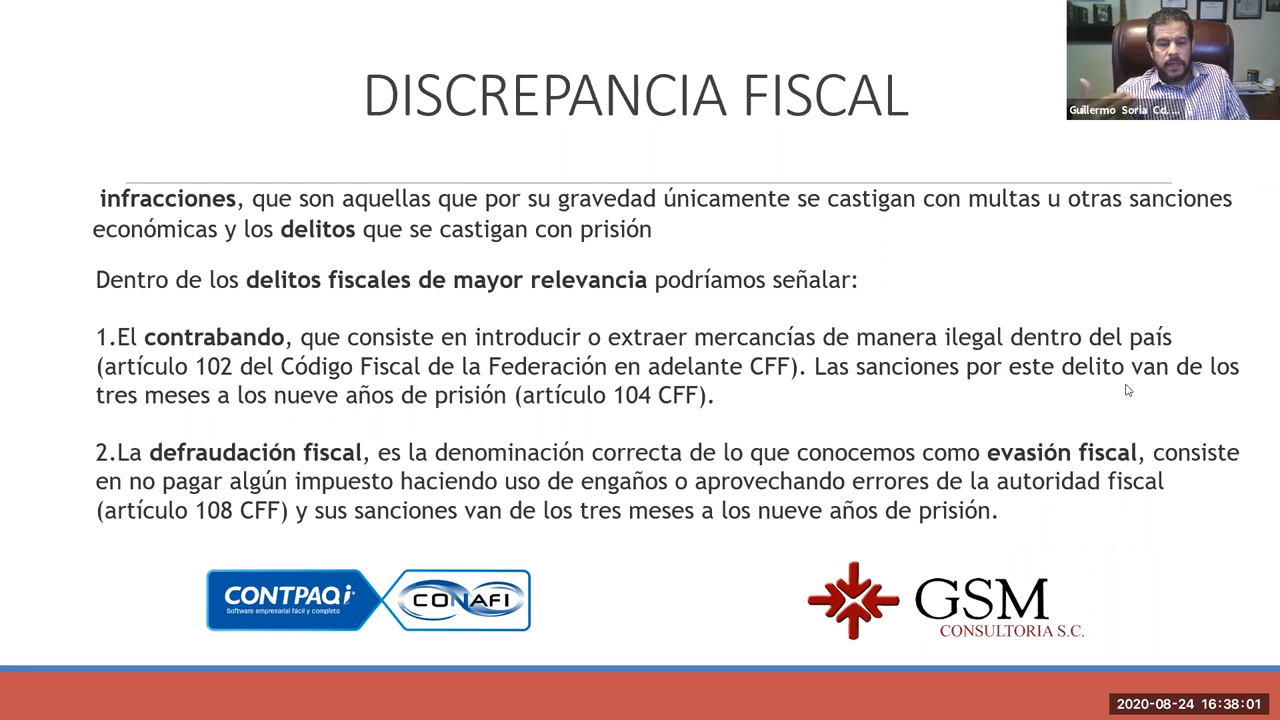 DISCREPANCIA FISCAL
Guillermo Soria Cd....
infracciones, que son aquellas que por su gravedad únicamente se castigan con multas u otras sanciones
económicas y los delitos que se castigan con prisión
Dentro de los delitos fiscales de mayor relevancia podríamos señalar:
1.El contrabando, que consiste en introducir o extraer mercancías de manera ilegal dentro del país
(artículo 102 del Código Fiscal de la Federación en adelante CFF). Las sanciones por este delito van de los
tres meses a los nueve años de prisión (artículo 104 CFF).
2.La defraudación fiscal, es la denominación correcta de lo que conocemos como evasión fiscal, consiste
en no pagar algún impuesto haciendo uso de engaños o aprovechando errores de la autoridad fiscal
(artículo 108 CFF) y sus sanciones van de los tres meses a los nueve años de prisión.
CONTPAQi
Software empresarial fácil y completo
CONAFI
GSM
CONSULTORIA S.C.
2020-08-24 16:38:01